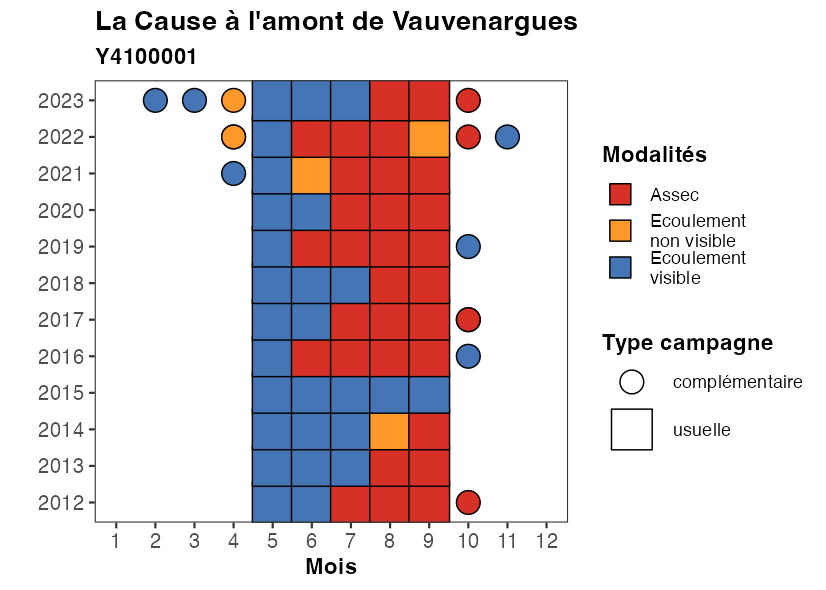 La Cause à l'amont de Vauvenargues
Y4100001
2023
2022
2021
2020
2019
2018
2017
2016
2015
2014
2013
2012
1 2 3 4 5 6 7 8 9 10 11 12
Mois
Modalités
Assec
Ecoulement
non visible
Ecoulement
visible
Type campagne
complémentaire
usuelle